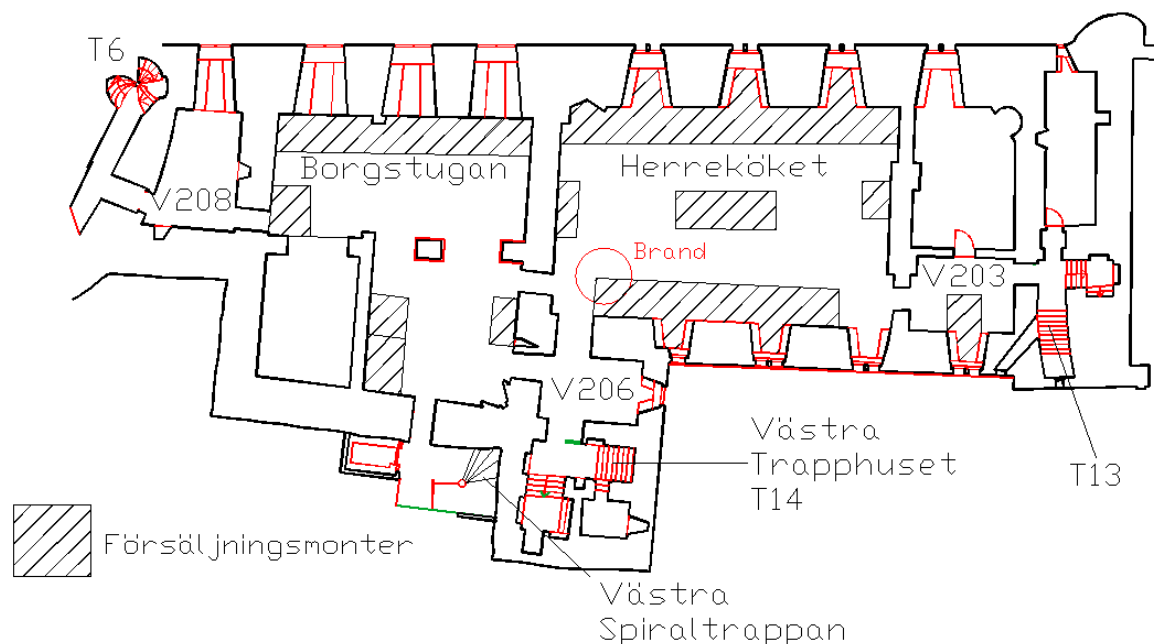 T6
Borgstugan
Herreköket
V208
Brand
V203
V206
Västra
Trapphuset
T14
T13
Försäljningsmonter
Västra
Spiraltrappan